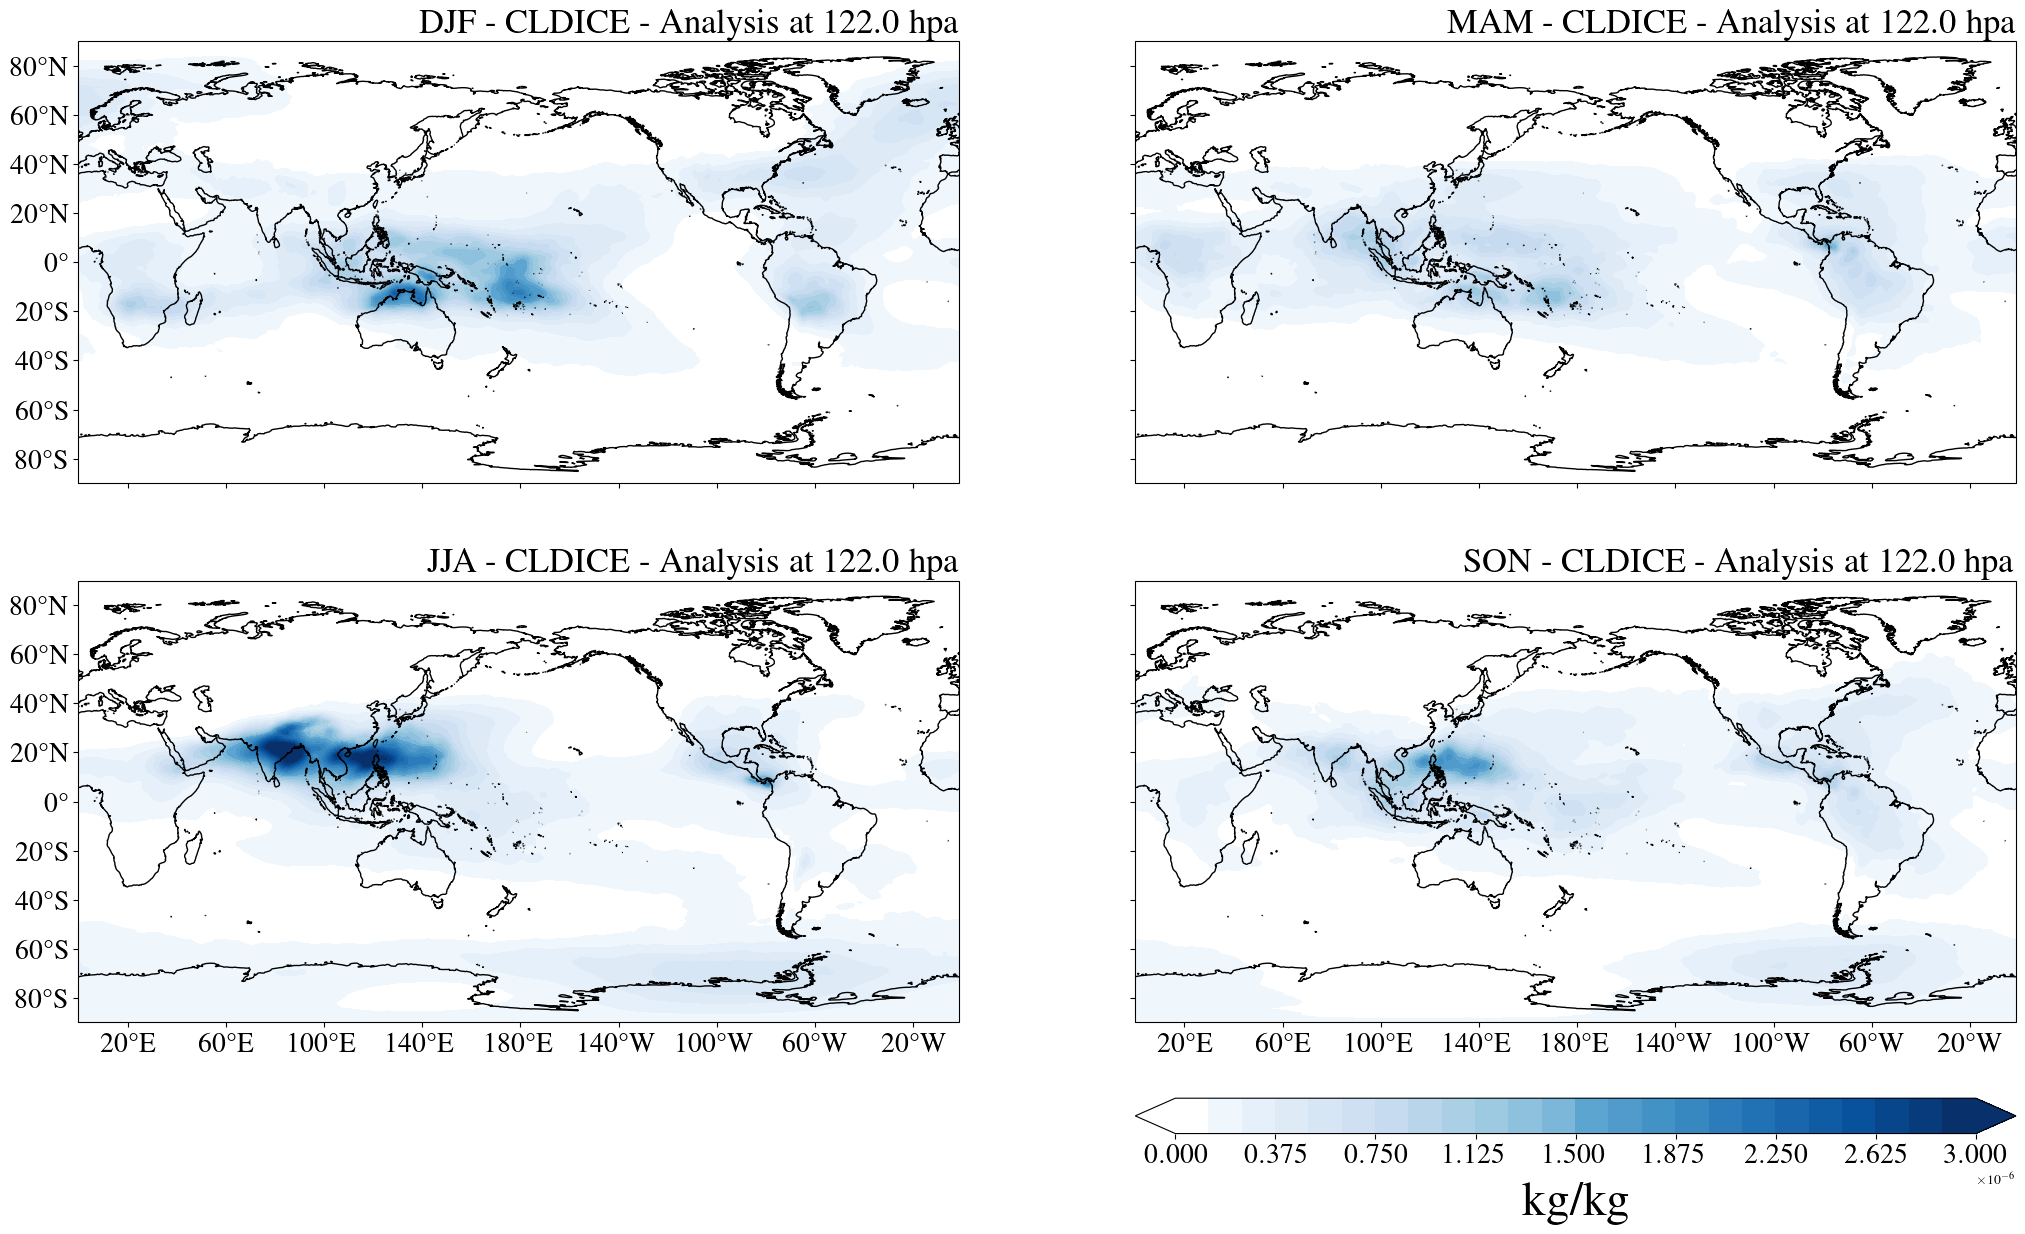 DJF - CLDICE - Analysis at 122.0 hpa
MAM - CLDICE - Analysis at 122.0 hpa
80°N
60°N
40°N
20°N
0°
20°S
40°S
60°S
80°S
JJA - CLDICE - Analysis at 122.0 hpa
SON - CLDICE - Analysis at 122.0 hpa
80°N
60°N
40°N
20°N
0°
20°S
40°S
60°S
80°S
20°E 60°E 100°E 140°E 180°E 140°W 100°W 60°W 20°W
20°E 60°E 100°E 140°E 180°E 140°W 100°W 60°W 20°W
0.000 0.375 0.750 1.125 1.500 1.875 2.250 2.625 3.000
×10⁻⁶
kg/kg